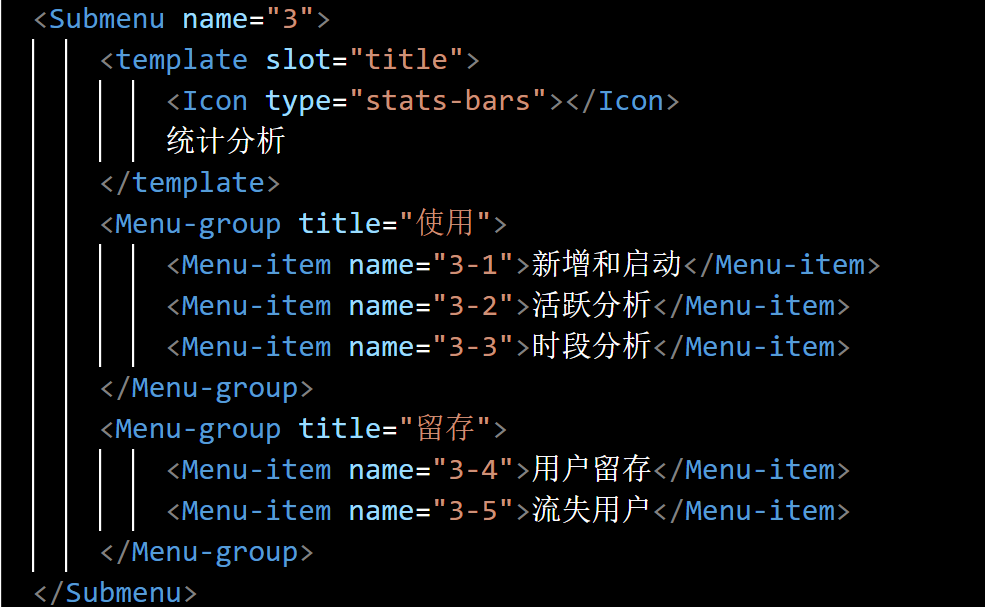 <Submenu name="3">
<template slot="title">
<Icon type="stats-bars"></Icon>
统计分析
</template>
<Menu-group title="使用">
<Menu-item name="3-1">新增和启动</Menu-item>
<Menu-item name="3-2">活跃分析</Menu-item>
<Menu-item name="3-3">时段分析</Menu-item>
</Menu-group>
<Menu-group title="留存">
<Menu-item name="3-4">用户留存</Menu-item>
<Menu-item name="3-5">流失用户</Menu-item>
</Menu-group>
</Submenu>